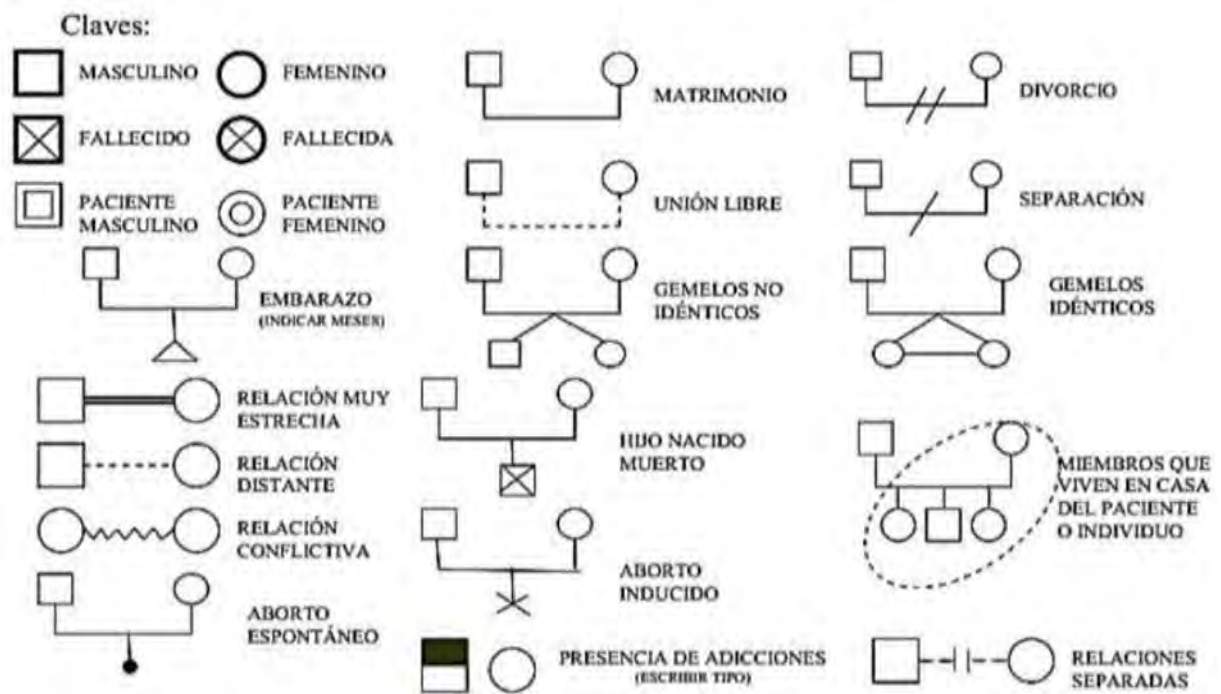 Claves:
MASCULINO
FEMENINO
FALLECIDO
FALLECIDA
PACIENTE
MASCULINO
PACIENTE
FEMENINO
EMBARAZO
(INDICAR MESES)
RELACIÓN MUY
ESTRECHA
RELACIÓN
DISTANTE
RELACIÓN
CONFLICTIVA
ABORTO
ESPONTÁNEO
MATRIMONIO
UNIÓN LIBRE
GEMELOS NO
IDÉNTICOS
HIJO NACIDO
MUERTO
ABORTO
INDUCIDO
PRESENCIA DE ADICCIONES
(ESCRIBIR TIPO)
DIVORCIO
SEPARACIÓN
GEMELOS
IDÉNTICOS
MIEMBROS QUE
VIVEN EN CASA
DEL PACIENTE
O INDIVIDUO
RELACIONES
SEPARADAS